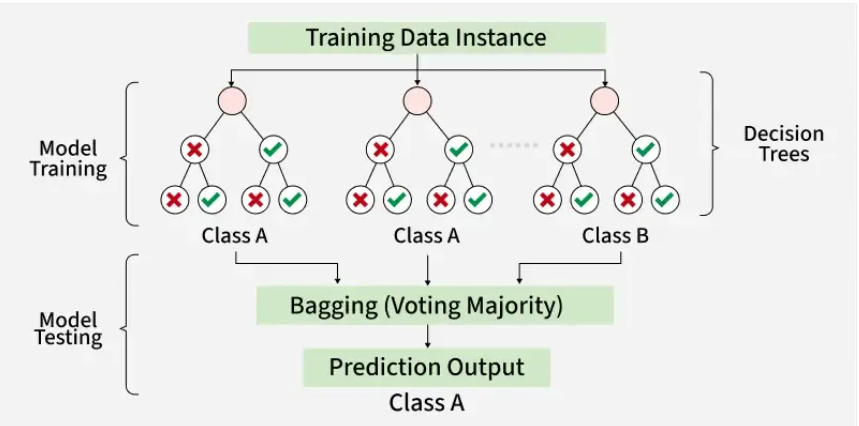 Training Data Instance
Model
Training
Decision
Trees
Class A
Class A
Class B
Model
Testing
Bagging (Voting Majority)
Prediction Output
Class A